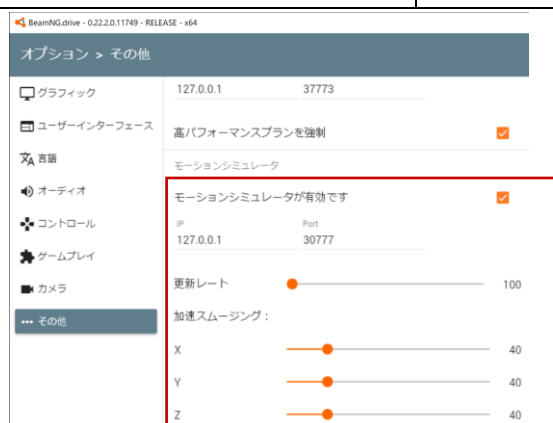 BeamNG.drive - 0.22.2.0.11749 - RELEASE - x64
オプション > その他
グラフィック
ユーザーインターフェース
言語
オーディオ
コントロール
ゲームプレイ
カメラ
その他
127.0.0.1 37773
高パフォーマンスプランを強制
モーションシミュレータ
モーションシミュレータが有効です
IP Port
127.0.0.1 30777
更新レート 100
加速スムージング：
X 40
Y 40
Z 40